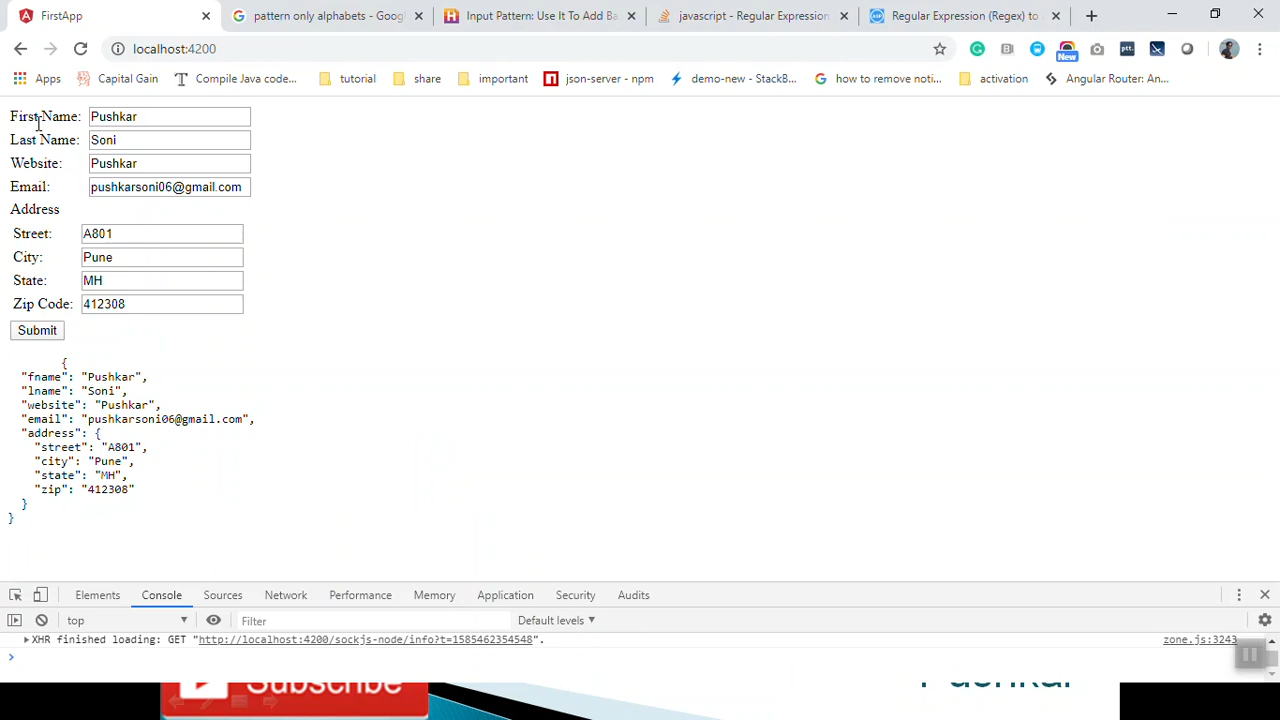 FirstApp
pattern only alphabets - Googl
Input Pattern: Use It To Add Ba
javascript - Regular Expression
Regular Expression (Regex) to
localhost:4200
New
ptt.
Apps
Capital Gain
Compile Java code...
tutorial
share
important
json-server - npm
demo-new - StackB...
how to remove noti...
activation
Angular Router: An...
First Name: Pushkar
Last Name: Soni
Website: Pushkar
Email: pushkarsoni06@gmail.com
Address
Street: A801
City: Pune
State: MH
Zip Code: 412308
Submit
{
"fname": "Pushkar",
"lname": "Soni",
"website": "Pushkar",
"email": "pushkarsoni06@gmail.com",
"address": {
"street": "A801",
"city": "Pune",
"state": "MH",
"zip": "412308"
}
}
Elements Console Sources Network Performance Memory Application Security Audits
top Filter Default levels
XHR finished loading: GET "http://localhost:4200/sockjs-node/info?t=1585462354548". zone.js:3243
Subscribe
Pushkar